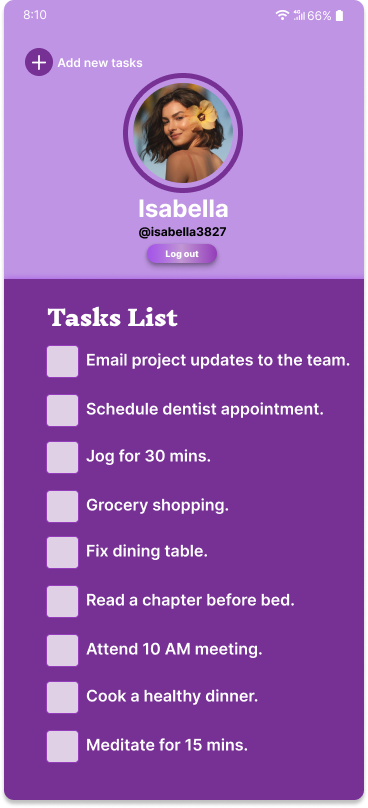 8:10
4G 66%
Add new tasks
Isabella
@isabella3827
Log out
Tasks List
Email project updates to the team.
Schedule dentist appointment.
Jog for 30 mins.
Grocery shopping.
Fix dining table.
Read a chapter before bed.
Attend 10 AM meeting.
Cook a healthy dinner.
Meditate for 15 mins.